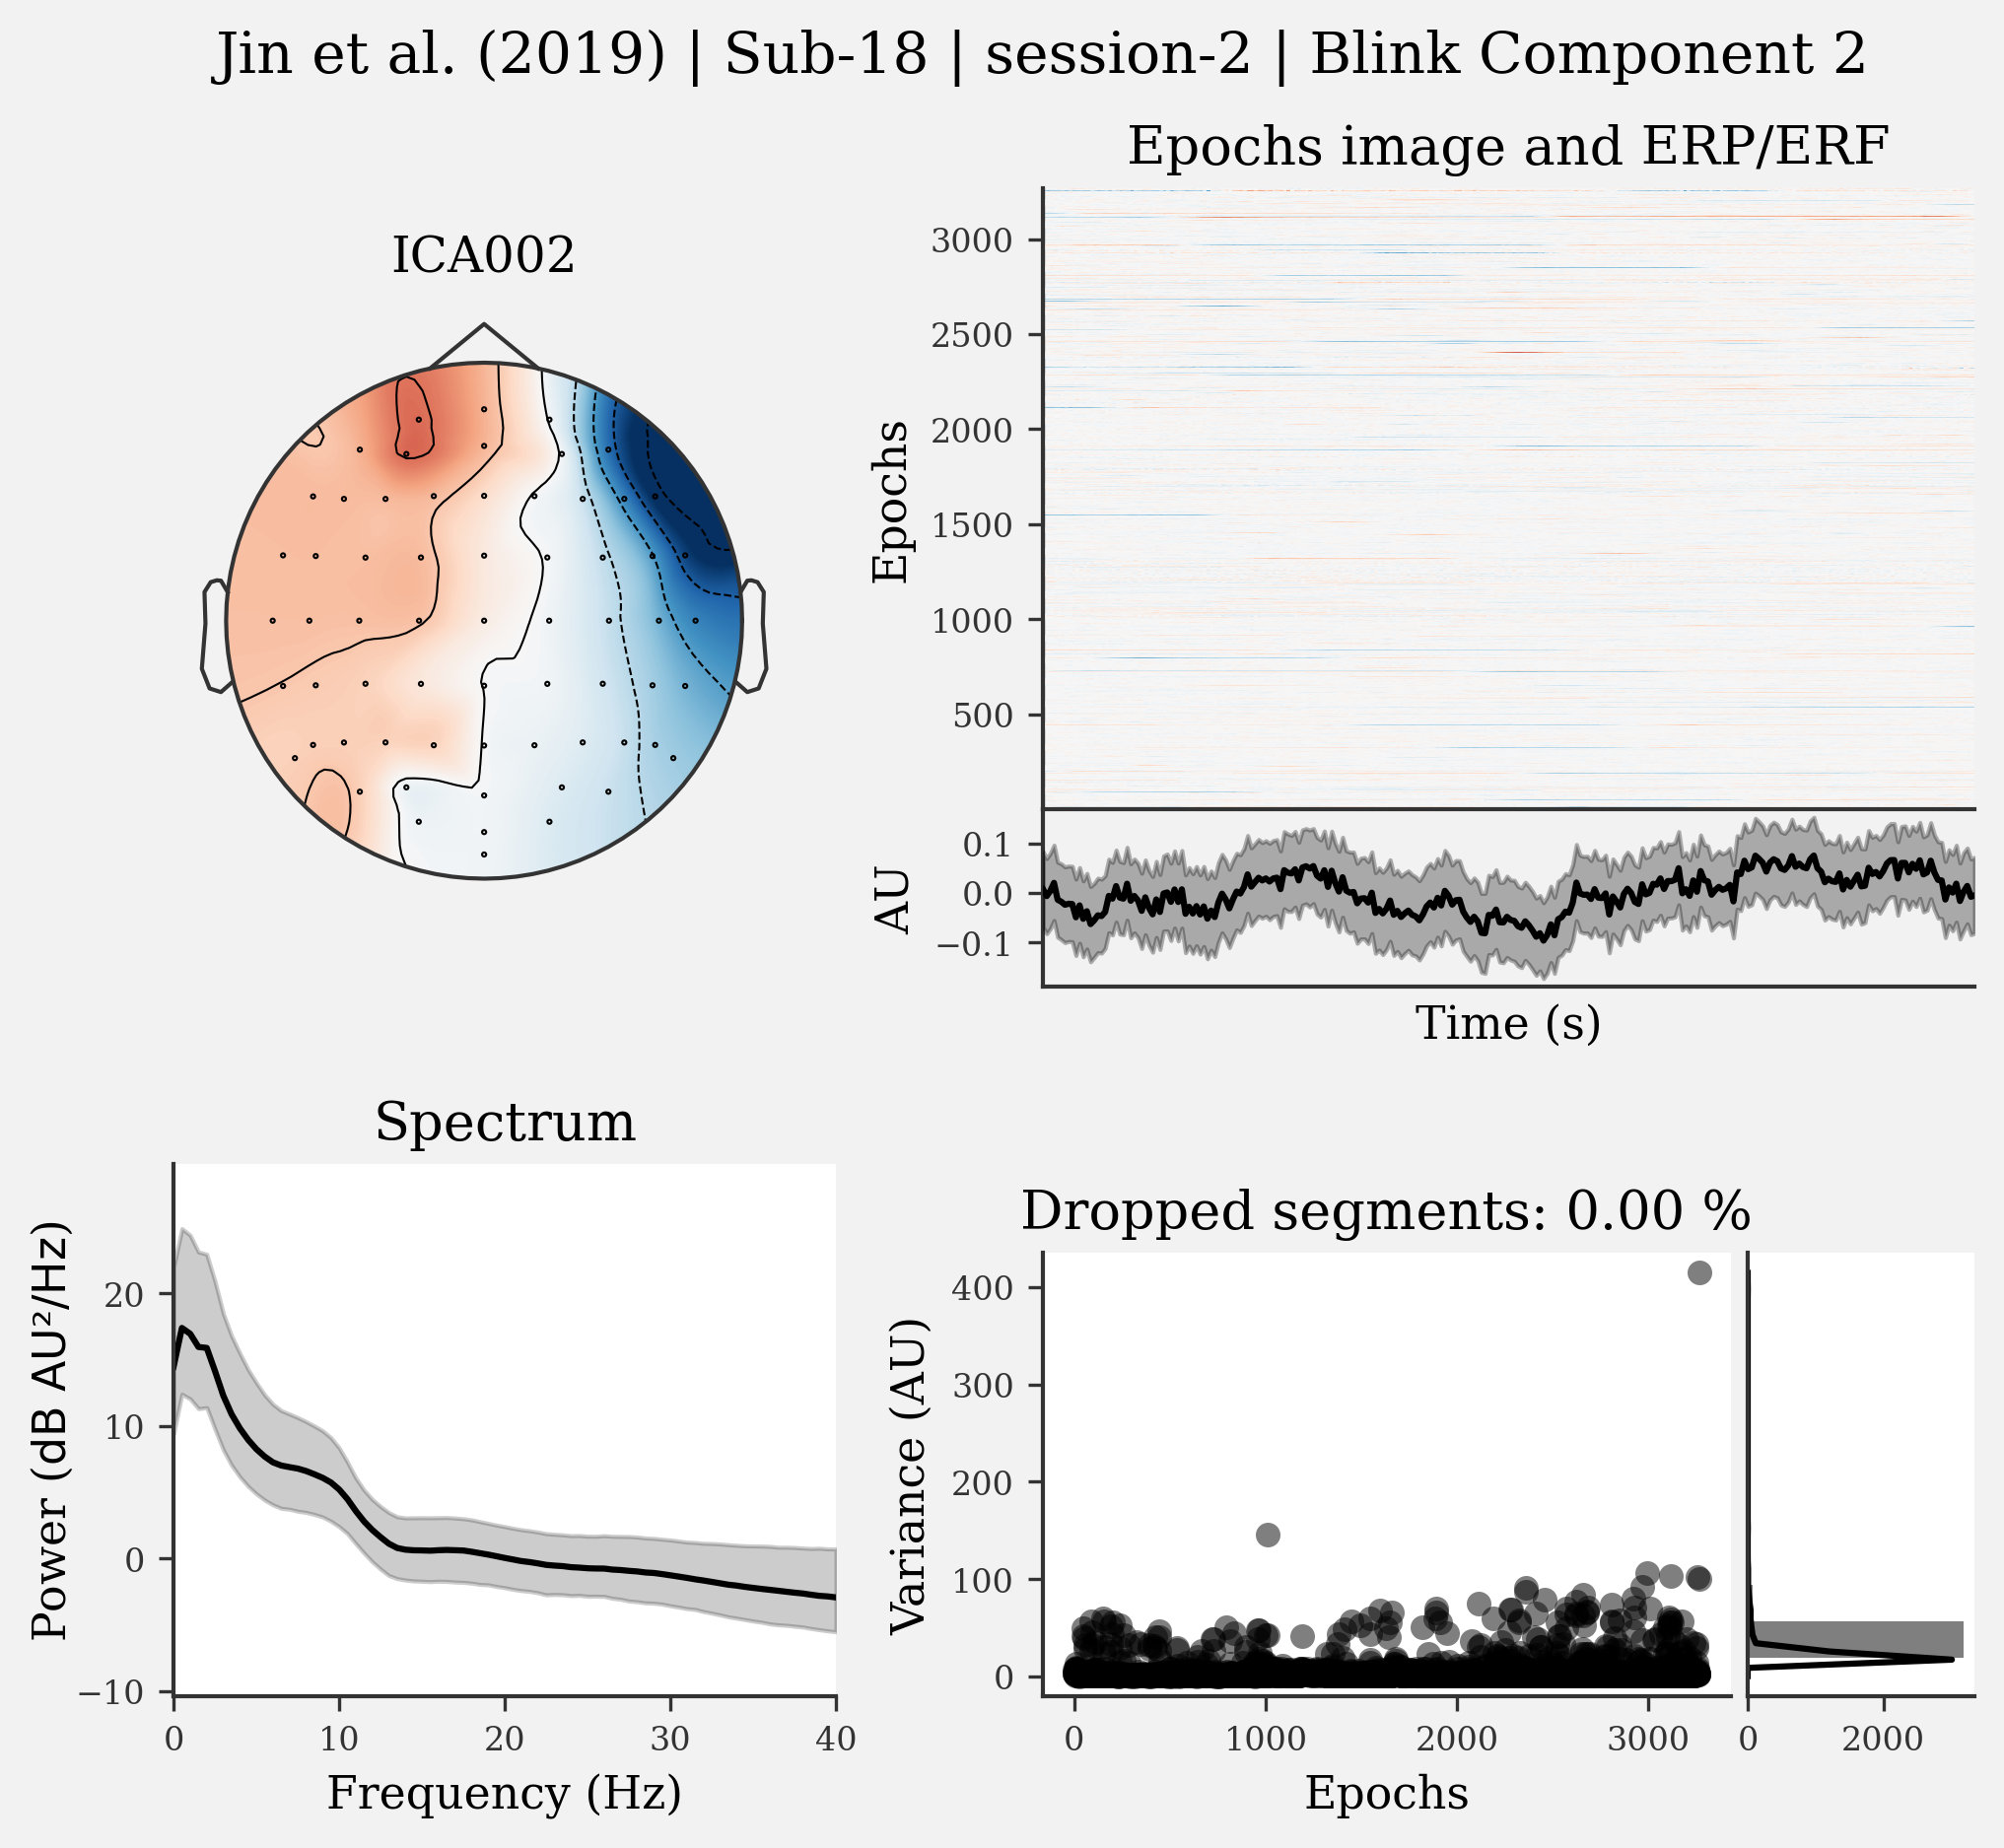 Jin et al. (2019) | Sub-18 | session-2 | Blink Component 2
ICA002
Epochs image and ERP/ERF
Epochs
3000
2500
2000
1500
1000
500
AU
0.1
0.0
−0.1
Time (s)
Spectrum
Power (dB AU²/Hz)
20
10
0
−10
0 10 20 30 40
Frequency (Hz)
Dropped segments: 0.00 %
Variance (AU)
400
300
200
100
0
0 1000 2000 3000
0 2000
Epochs